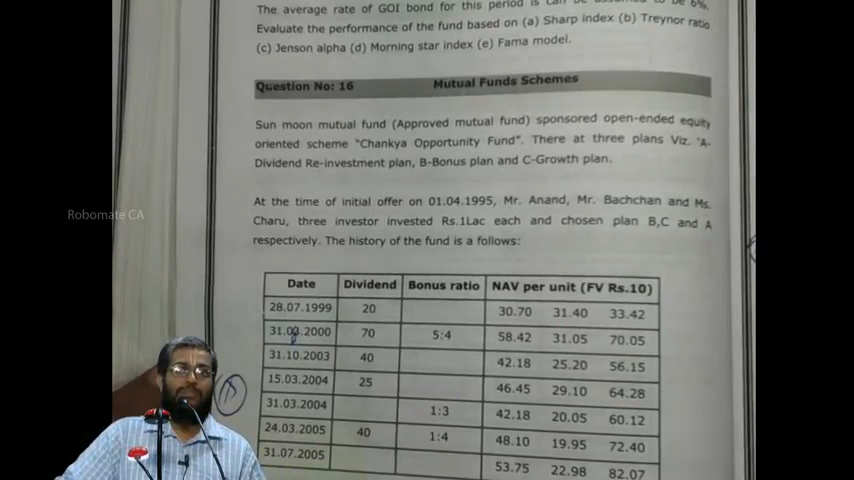 The average rate of GOI bond for this period is can be assumed to be 6%.
Evaluate the performance of the fund based on (a) Sharp index (b) Treynor ratio
(c) Jenson alpha (d) Morning star index (e) Fama model.
Question No: 16 Mutual Funds Schemes
Sun moon mutual fund (Approved mutual fund) sponsored open-ended equity
oriented scheme "Chankya Opportunity Fund". There at three plans Viz. 'A-
Dividend Re-investment plan, B-Bonus plan and C-Growth plan.
At the time of initial offer on 01.04.1995, Mr. Anand, Mr. Bachchan and Ms.
Charu, three investor invested Rs.1Lac each and chosen plan B,C and A
respectively. The history of the fund is a follows:
Date Dividend Bonus ratio NAV per unit (FV Rs.10)
28.07.1999 20 30.70 31.40 33.42
31.03.2000 70 5:4 58.42 31.05 70.05
31.10.2003 40 42.18 25.20 56.15
15.03.2004 25 46.45 29.10 64.28
31.03.2004 1:3 42.18 20.05 60.12
24.03.2005 40 1:4 48.10 19.95 72.40
31.07.2005 53.75 22.98 82.07
Robomate CA